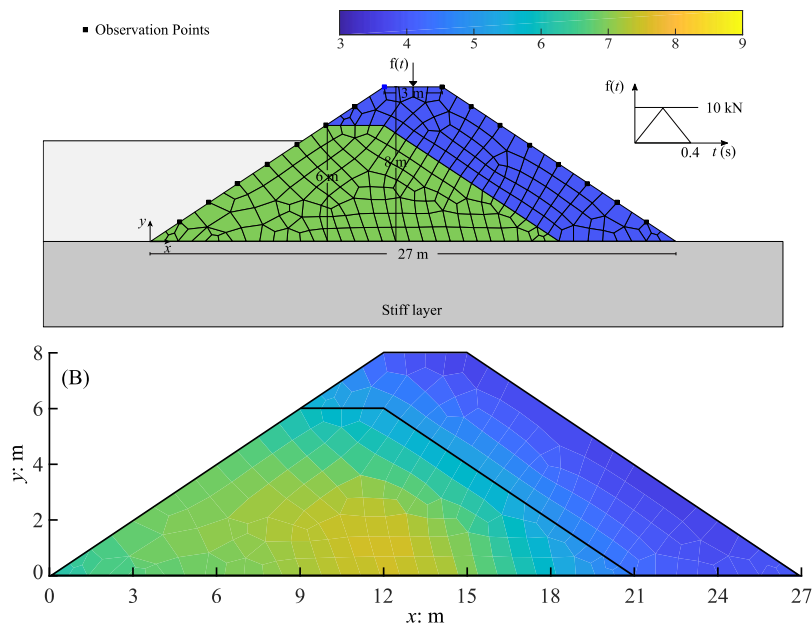 Observation Points
3 4 5 6 7 8 9
f(t)
3 m
f(t)
10 kN
0.4 t (s)
8 m
6 m
y
x
27 m
Stiff layer
(B)
y: m
8
6
4
2
0
0 3 6 9 12 15 18 21 24 27
x: m